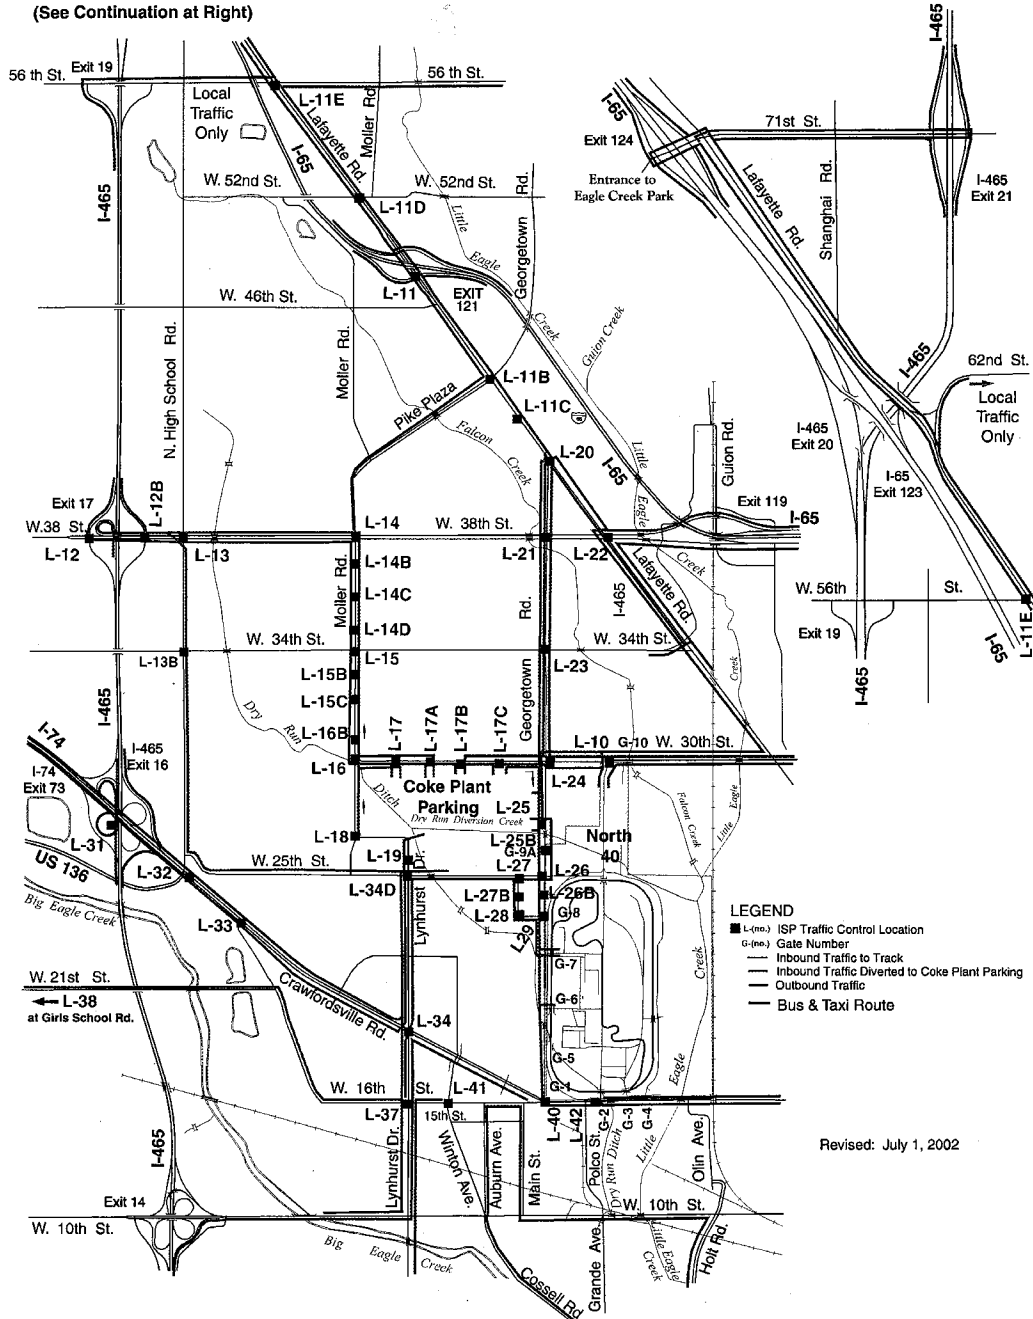 (See Continuation at Right)
56 th St.
Exit 19
Local
Traffic
Only
L-11E
Lafayette Rd.
Moller Rd
56 th St.
I-65
W. 52nd St.
W. 52nd St.
L-11D
Little
Eagle
Creek
Georgetown Rd.
I-465
L-11
EXIT
121
W. 46th St.
Guion Creek
N. High School Rd.
Moller Rd.
Pike Plaza
L-11B
L-11C
Falcon
Creek
L-20
I-65
Little
Eagle
Creek
Guion Rd.
Exit 119
I-65
Exit 17
L-12B
W.38 St.
L-12
L-13
L-14
W. 38th St.
L-21
L-22
L-14B
L-14C
L-14D
Moller Rd.
Rd.
I-465
Lafayette Rd.
W. 34th St.
W. 34th St.
L-13B
L-15
L-23
L-15B
L-15C
L-16B
I-465
Dry Run
Ditch
Georgetown
Creek
I-74
I-74
Exit 73
I-465
Exit 16
L-17
L-17A
L-17B
L-17C
L-10
G-10
W. 30th St.
L-16
L-24
Coke Plant
Parking
Dry Run Diversion Creek
L-25
L-18
L-25B
G-9A
North
40
Falcon Creek
Little Eagle
L-31
US 136
L-32
W. 25th St.
L-19
Dr.
L-27
L-26
L-34D
L-27B
L-26B
Big Eagle Creek
L-33
L-28
G-8
Lynhurst
L29
G-7
W. 21st St.
L-38
at Girls School Rd.
Crawfordsville Rd.
G-6
L-34
G-5
Creek
Eagle
Little
W. 16th St.
L-41
G-1
L-37
15th St.
L-40
L-42
G-2
G-3
G-4
I-465
Lynhurst Dr.
Winton Ave.
Auburn Ave.
Main St.
Polco St.
Dry Run Ditch
Olin Ave.
Exit 14
W. 10th St.
W. 10th St.
Big Eagle Creek
Cossell Rd
Grande Ave.
Little Eagle
Creek
Holt Rd.
I-465
I-65
71st St.
Exit 124
Entrance to
Eagle Creek Park
Lafayette Rd.
Shanghai Rd.
I-465
Exit 21
I-465
62nd St.
Local
Traffic
Only
I-465
Exit 20
I-65
Exit 123
W. 56th St.
Exit 19
I-465
I-65
L-11E
LEGEND
L-(no.) ISP Traffic Control Location
G-(no.) Gate Number
Inbound Traffic to Track
Inbound Traffic Diverted to Coke Plant Parking
Outbound Traffic
Bus & Taxi Route
Revised: July 1, 2002